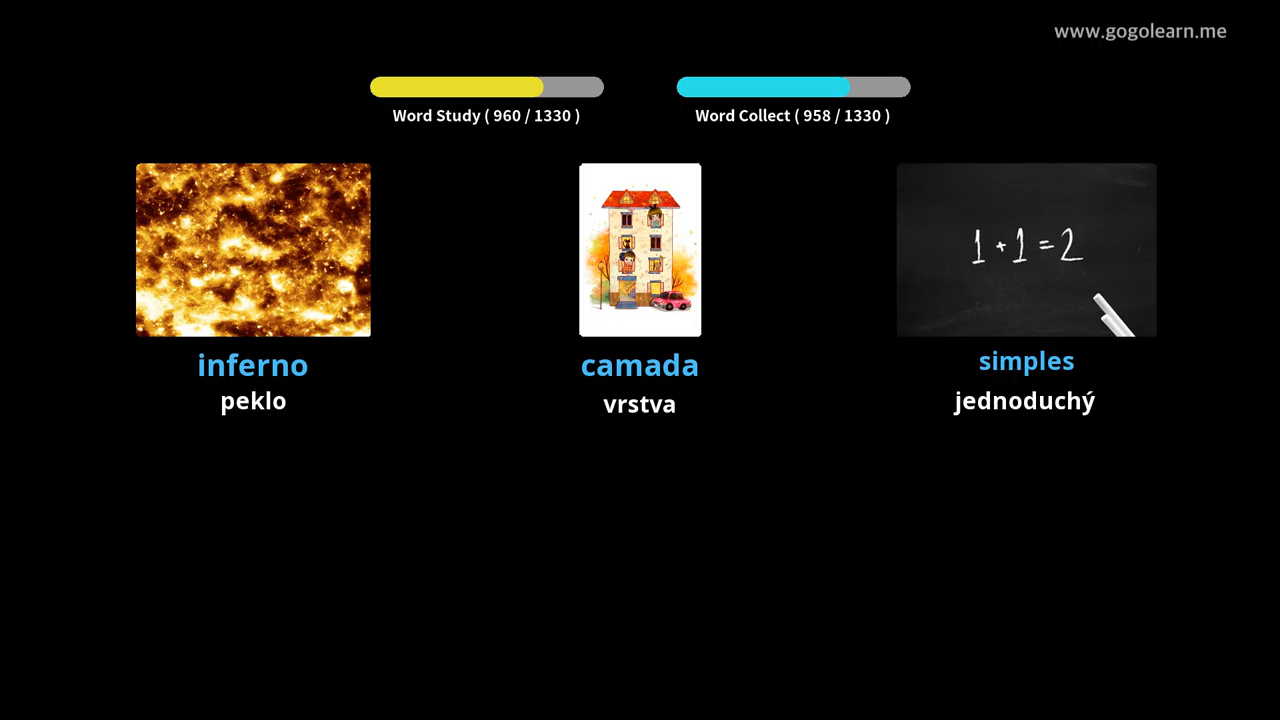 www.gogolearn.me
Word Study ( 960 / 1330 )
Word Collect ( 958 / 1330 )
1 + 1 = 2
inferno
peklo
camada
vrstva
simples
jednoduchý